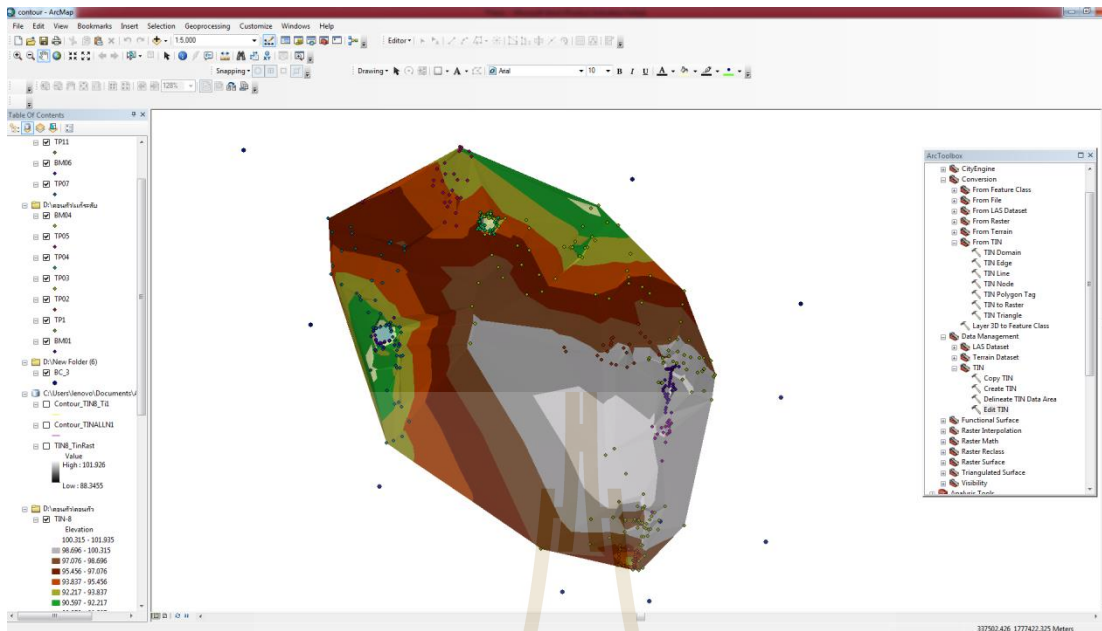 contour - ArcMap
File Edit View Bookmarks Insert Selection Geoprocessing Customize Windows Help
1:5,000 Editor
Snapping Drawing A Arial 10 B I U A
128%
Table Of Contents
TP11
BM06
TP07
BM04
TP05
TP04
TP03
TP02
TP1
BM01
D:\New Folder (6)
BC_3
C:\Users\lenovo\Documents\A
Contour_TIN8_Ti1
Contour_TINALLN1
TIN8_TinRast
Value
High : 101.926
Low : 88.3455
TIN-8
Elevation
100.315 - 101.935
98.696 - 100.315
97.076 - 98.696
95.456 - 97.076
93.837 - 95.456
92.217 - 93.837
90.597 - 92.217
ArcToolbox
CityEngine
Conversion
From Feature Class
From File
From LAS Dataset
From Raster
From Terrain
From TIN
TIN Domain
TIN Edge
TIN Line
TIN Node
TIN Polygon Tag
TIN to Raster
TIN Triangle
Layer 3D to Feature Class
Data Management
LAS Dataset
Terrain Dataset
TIN
Copy TIN
Create TIN
Delineate TIN Data Area
Edit TIN
Functional Surface
Raster Interpolation
Raster Math
Raster Reclass
Raster Surface
Triangulated Surface
Visibility
Analysis Tools
337502.426 1777422.325 Meters